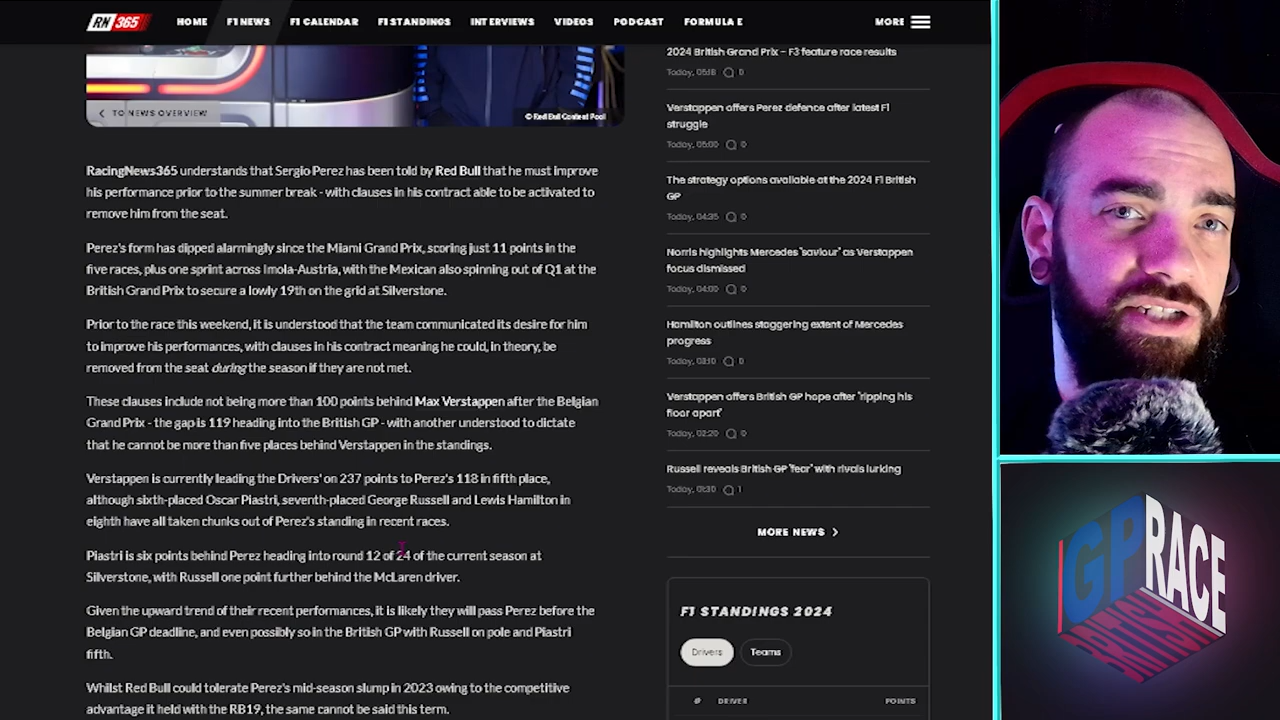 RN 365
HOME
F1 NEWS
F1 CALENDAR
F1 STANDINGS
INTERVIEWS
VIDEOS
PODCAST
FORMULA E
MORE
TO NEWS OVERVIEW
© Red Bull Content Pool
RacingNews365 understands that Sergio Perez has been told by Red Bull that he must improve
his performance prior to the summer break - with clauses in his contract able to be activated to
remove him from the seat.
Perez's form has dipped alarmingly since the Miami Grand Prix, scoring just 11 points in the
five races, plus one sprint across Imola-Austria, with the Mexican also spinning out of Q1 at the
British Grand Prix to secure a lowly 19th on the grid at Silverstone.
Prior to the race this weekend, it is understood that the team communicated its desire for him
to improve his performances, with clauses in his contract meaning he could, in theory, be
removed from the seat during the season if they are not met.
These clauses include not being more than 100 points behind Max Verstappen after the Belgian
Grand Prix - the gap is 119 heading into the British GP - with another understood to dictate
that he cannot be more than five places behind Verstappen in the standings.
Verstappen is currently leading the Drivers' on 237 points to Perez's 118 in fifth place,
although sixth-placed Oscar Piastri, seventh-placed George Russell and Lewis Hamilton in
eighth have all taken chunks out of Perez's standing in recent races.
Piastri is six points behind Perez heading into round 12 of 24 of the current season at
Silverstone, with Russell one point further behind the McLaren driver.
Given the upward trend of their recent performances, it is likely they will pass Perez before the
Belgian GP deadline, and even possibly so in the British GP with Russell on pole and Piastri
fifth.
Whilst Red Bull could tolerate Perez's mid-season slump in 2023 owing to the competitive
advantage it held with the RB19, the same cannot be said this term.
2024 British Grand Prix - F3 feature race results
Today, 05:18 0
Verstappen offers Perez defence after latest F1
struggle
Today, 05:00 0
The strategy options available at the 2024 F1 British
GP
Today, 04:35 0
Norris highlights Mercedes 'saviour' as Verstappen
focus dismissed
Today, 04:00 0
Hamilton outlines staggering extent of Mercedes
progress
Today, 03:10 0
Verstappen offers British GP hope after 'ripping his
floor apart'
Today, 02:20 0
Russell reveals British GP 'fear' with rivals lurking
Today, 01:30 1
MORE NEWS
F1 STANDINGS 2024
Drivers
Teams
# DRIVER POINTS
GP
RACE
BRITISH